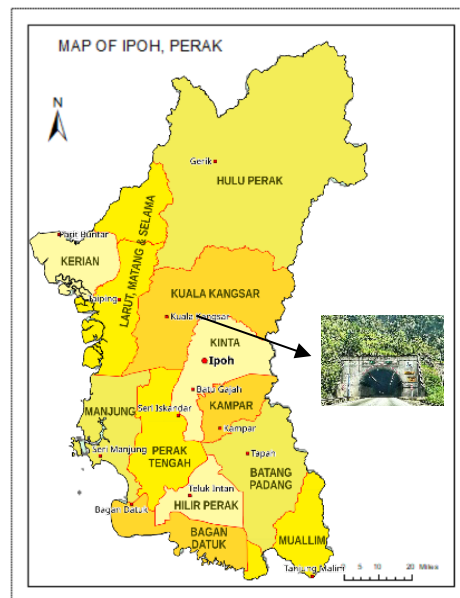 MAP OF IPOH, PERAK
N
Gerik
HULU PERAK
Parit Buntar
LARUT, MATANG & SELAMA
KERIAN
Taiping
KUALA KANGSAR
Kuala Kangsar
KINTA
Ipoh
Batu Gajah
MANJUNG
KAMPAR
Seri Iskandar
Kampar
Seri Manjung
PERAK
TENGAH
Tapah
BATANG
PADANG
Teluk Intan
HILIR PERAK
Bagan Datuk
BAGAN
DATUK
MUALLIM
Tanjung Malim
0 5 10 20 Miles